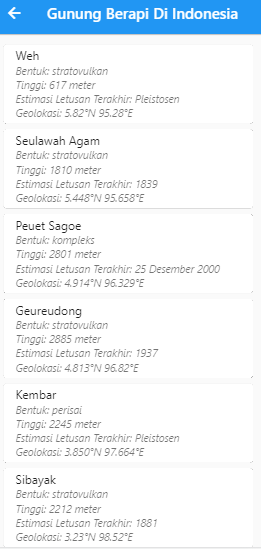 Gunung Berapi Di Indonesia
Weh
Bentuk: stratovulkan
Tinggi: 617 meter
Estimasi Letusan Terakhir: Pleistosen
Geolokasi: 5.82°N 95.28°E
Seulawah Agam
Bentuk: stratovulkan
Tinggi: 1810 meter
Estimasi Letusan Terakhir: 1839
Geolokasi: 5.448°N 95.658°E
Peuet Sagoe
Bentuk: kompleks
Tinggi: 2801 meter
Estimasi Letusan Terakhir: 25 Desember 2000
Geolokasi: 4.914°N 96.329°E
Geureudong
Bentuk: stratovulkan
Tinggi: 2885 meter
Estimasi Letusan Terakhir: 1937
Geolokasi: 4.813°N 96.82°E
Kembar
Bentuk: perisai
Tinggi: 2245 meter
Estimasi Letusan Terakhir: Pleistosen
Geolokasi: 3.850°N 97.664°E
Sibayak
Bentuk: stratovulkan
Tinggi: 2212 meter
Estimasi Letusan Terakhir: 1881
Geolokasi: 3.23°N 98.52°E